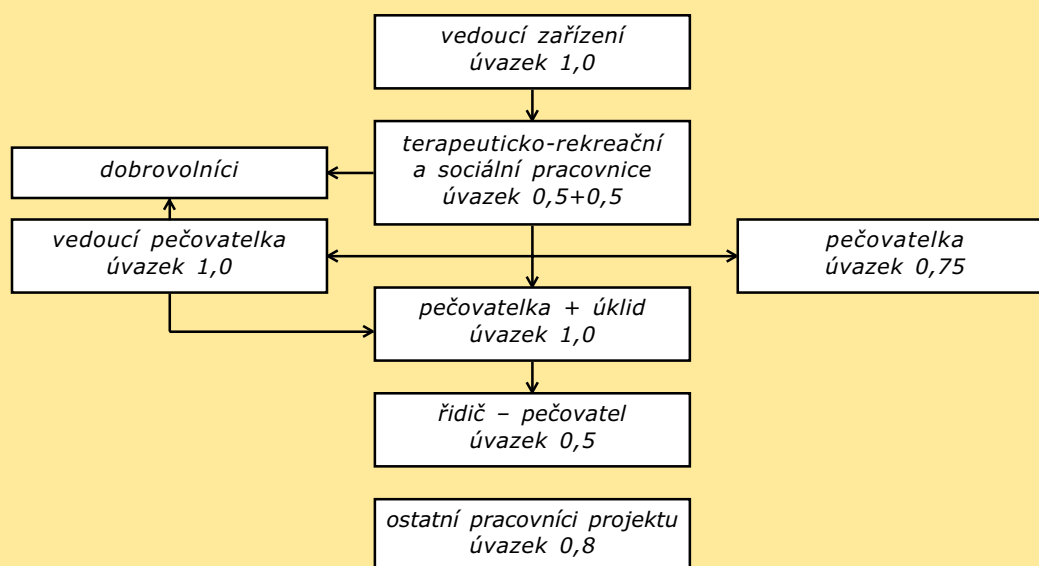 vedoucí zařízení
úvazek 1,0
terapeuticko-rekreační
a sociální pracovnice
úvazek 0,5+0,5
dobrovolníci
vedoucí pečovatelka
úvazek 1,0
pečovatelka
úvazek 0,75
pečovatelka + úklid
úvazek 1,0
řidič – pečovatel
úvazek 0,5
ostatní pracovníci projektu
úvazek 0,8